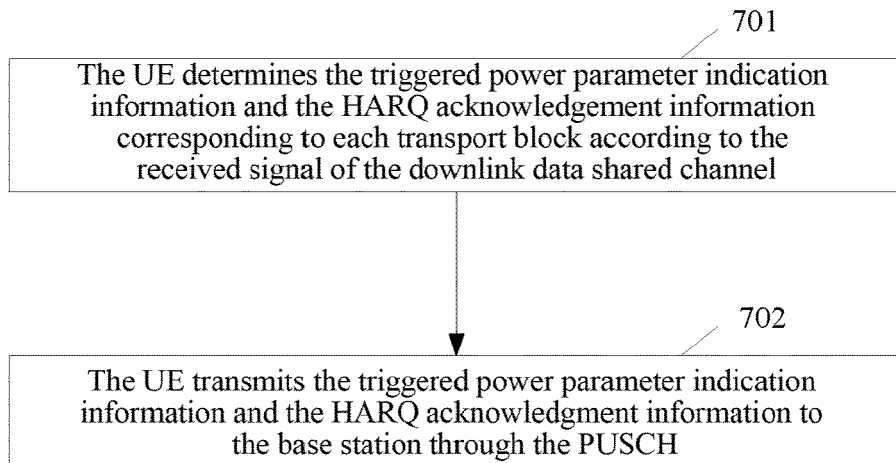 701
The UE determines the triggered power parameter indication
information and the HARQ acknowledgement information
corresponding to each transport block according to the
received signal of the downlink data shared channel
702
The UE transmits the triggered power parameter indication
information and the HARQ acknowledgment information to
the base station through the PUSCH